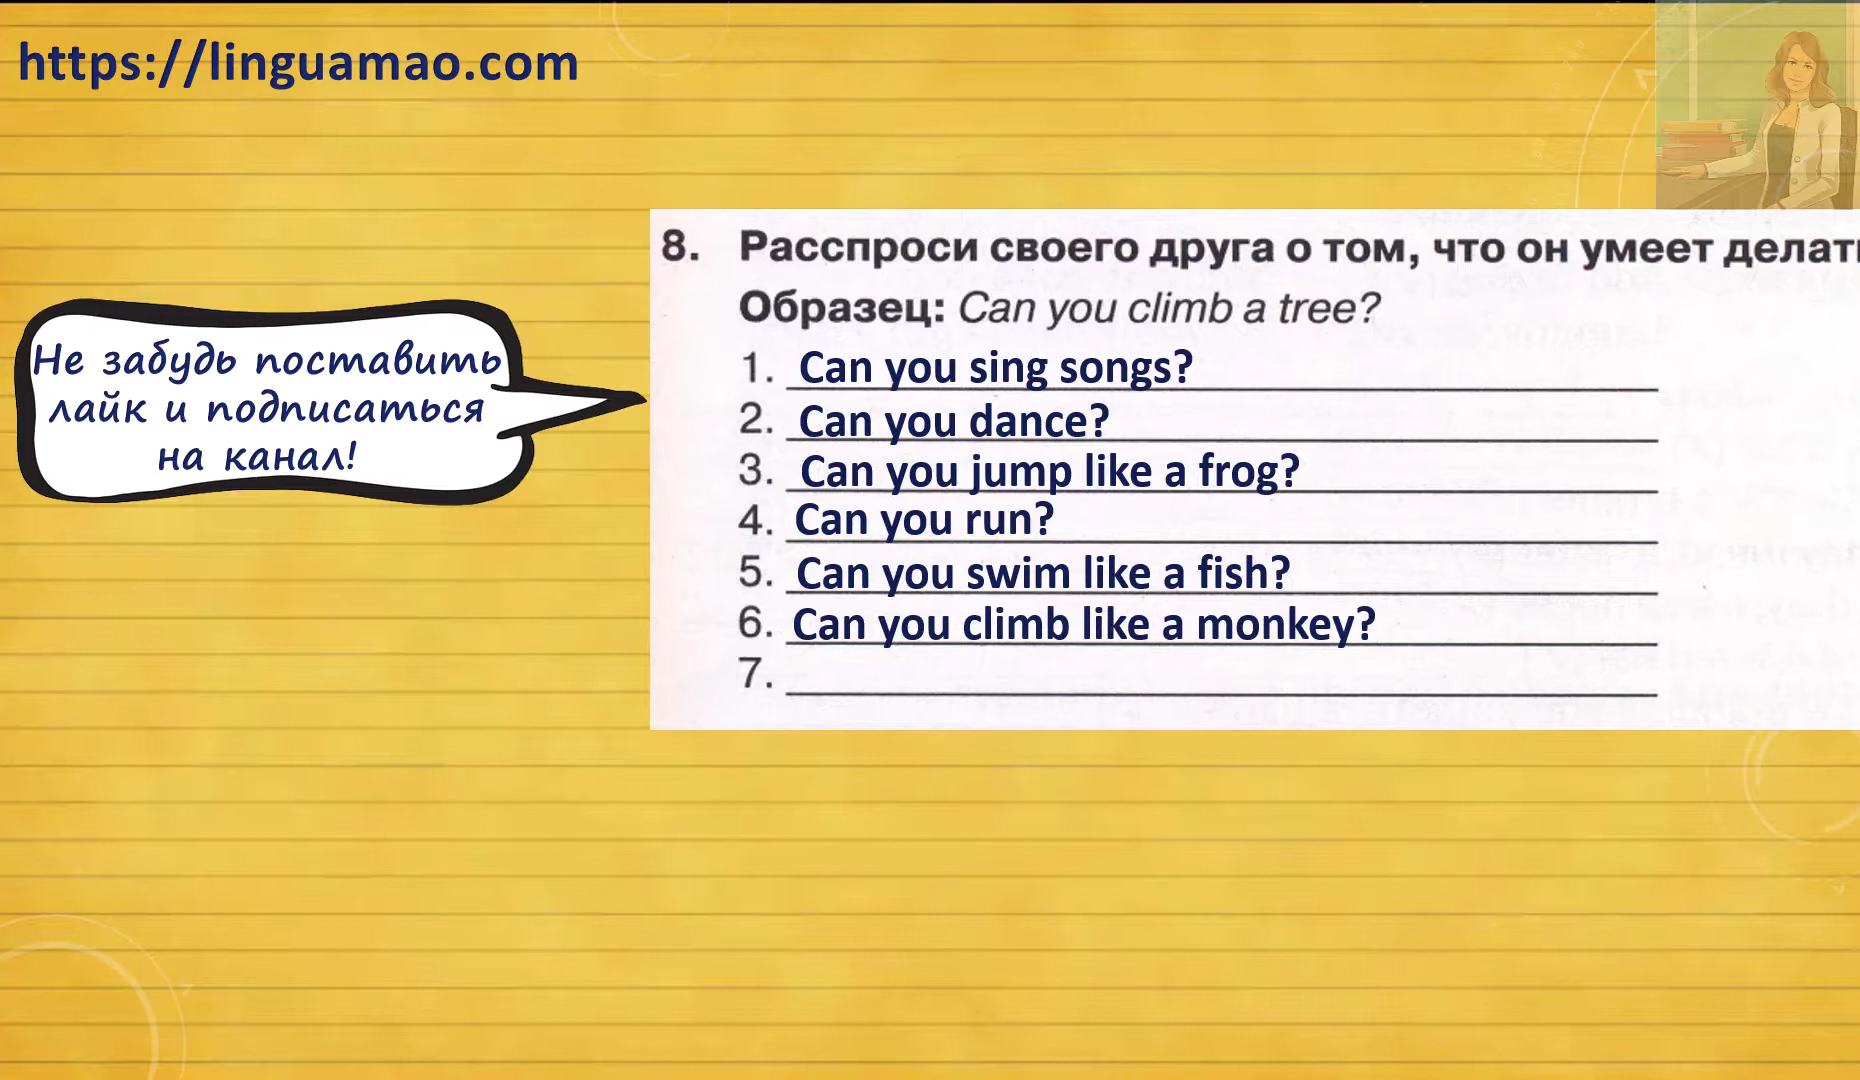 https://linguamao.com
Не забудь поставить
лайк и подписаться
на канал!
8. Расспроси своего друга о том, что он умеет делать
Образец: Can you climb a tree?
1. Can you sing songs?
2. Can you dance?
3. Can you jump like a frog?
4. Can you run?
5. Can you swim like a fish?
6. Can you climb like a monkey?
7.